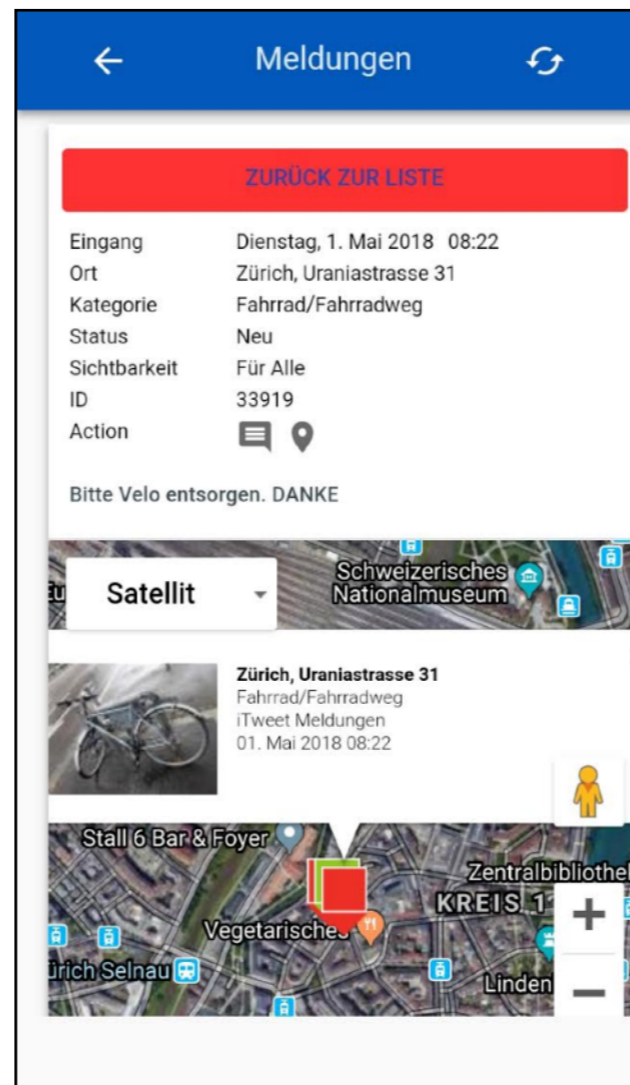 Meldungen
ZURÜCK ZUR LISTE
Eingang Dienstag, 1. Mai 2018 08:22
Ort Zürich, Uraniastrasse 31
Kategorie Fahrrad/Fahrradweg
Status Neu
Sichtbarkeit Für Alle
ID 33919
Action
Bitte Velo entsorgen. DANKE
Satellit
Schweizerisches
Nationalmuseum
Zürich, Uraniastrasse 31
Fahrrad/Fahrradweg
iTweet Meldungen
01. Mai 2018 08:22
Stall 6 Bar & Foyer
Zentralbibliothe
KREIS 1
+
Vegetarisches
ürich Selnau
Linden
−